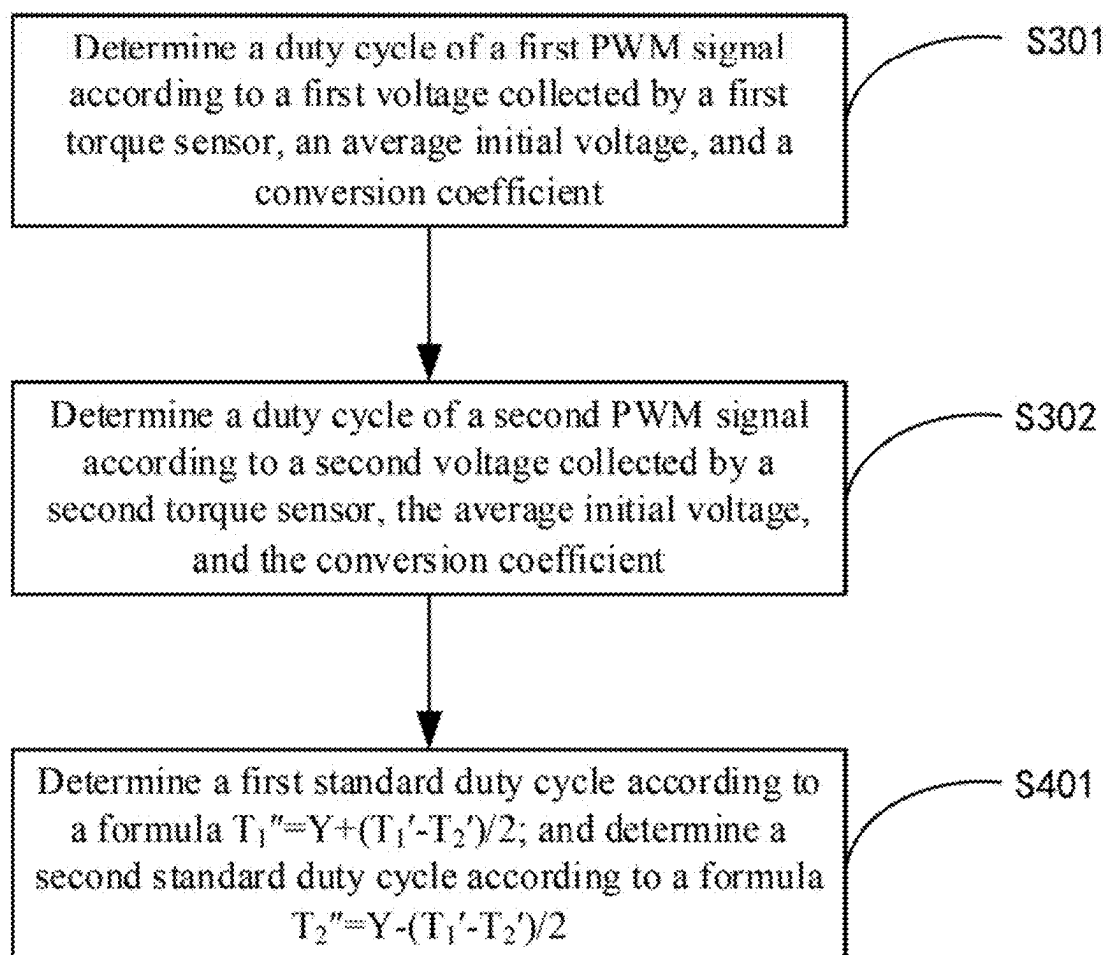 Determine a duty cycle of a first PWM signal
according to a first voltage collected by a first
torque sensor, an average initial voltage, and a
conversion coefficient
S301
Determine a duty cycle of a second PWM signal
according to a second voltage collected by a
second torque sensor, the average initial voltage,
and the conversion coefficient
S302
Determine a first standard duty cycle according to
a formula T₁″=Y+(T₁′-T₂′)/2; and determine a
second standard duty cycle according to a formula
T₂″=Y-(T₁′-T₂′)/2
S401